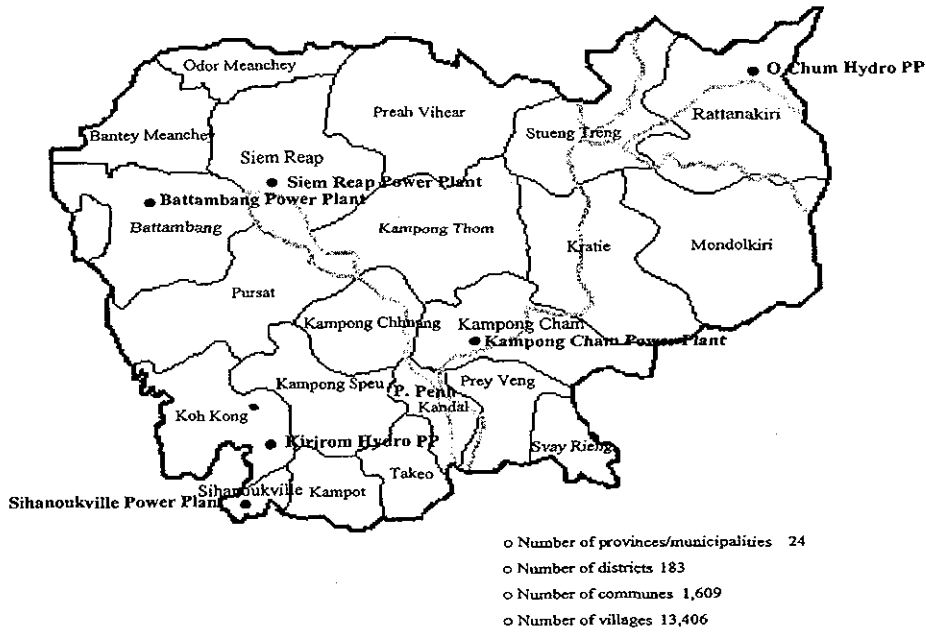 Odor Meanchey
O Chum Hydro PP
Preah Vihear
Rattanakiri
Bantey Meanchey
Stueng Treng
Siem Reap
Siem Reap Power Plant
Battambang Power Plant
Battambang
Kampong Thom
Kratie
Mondolkiri
Pursat
Kampong Chhnang
Kampong Cham
Kampong Cham Power Plant
Kampong Speu
P. Penh
Prey Veng
Kandal
Koh Kong
Kirirom Hydro PP
Svay Rieng
Takeo
Sihanoukville
Kampot
Sihanoukville Power Plant
o Number of provinces/municipalities 24
o Number of districts 183
o Number of communes 1,609
o Number of villages 13,406